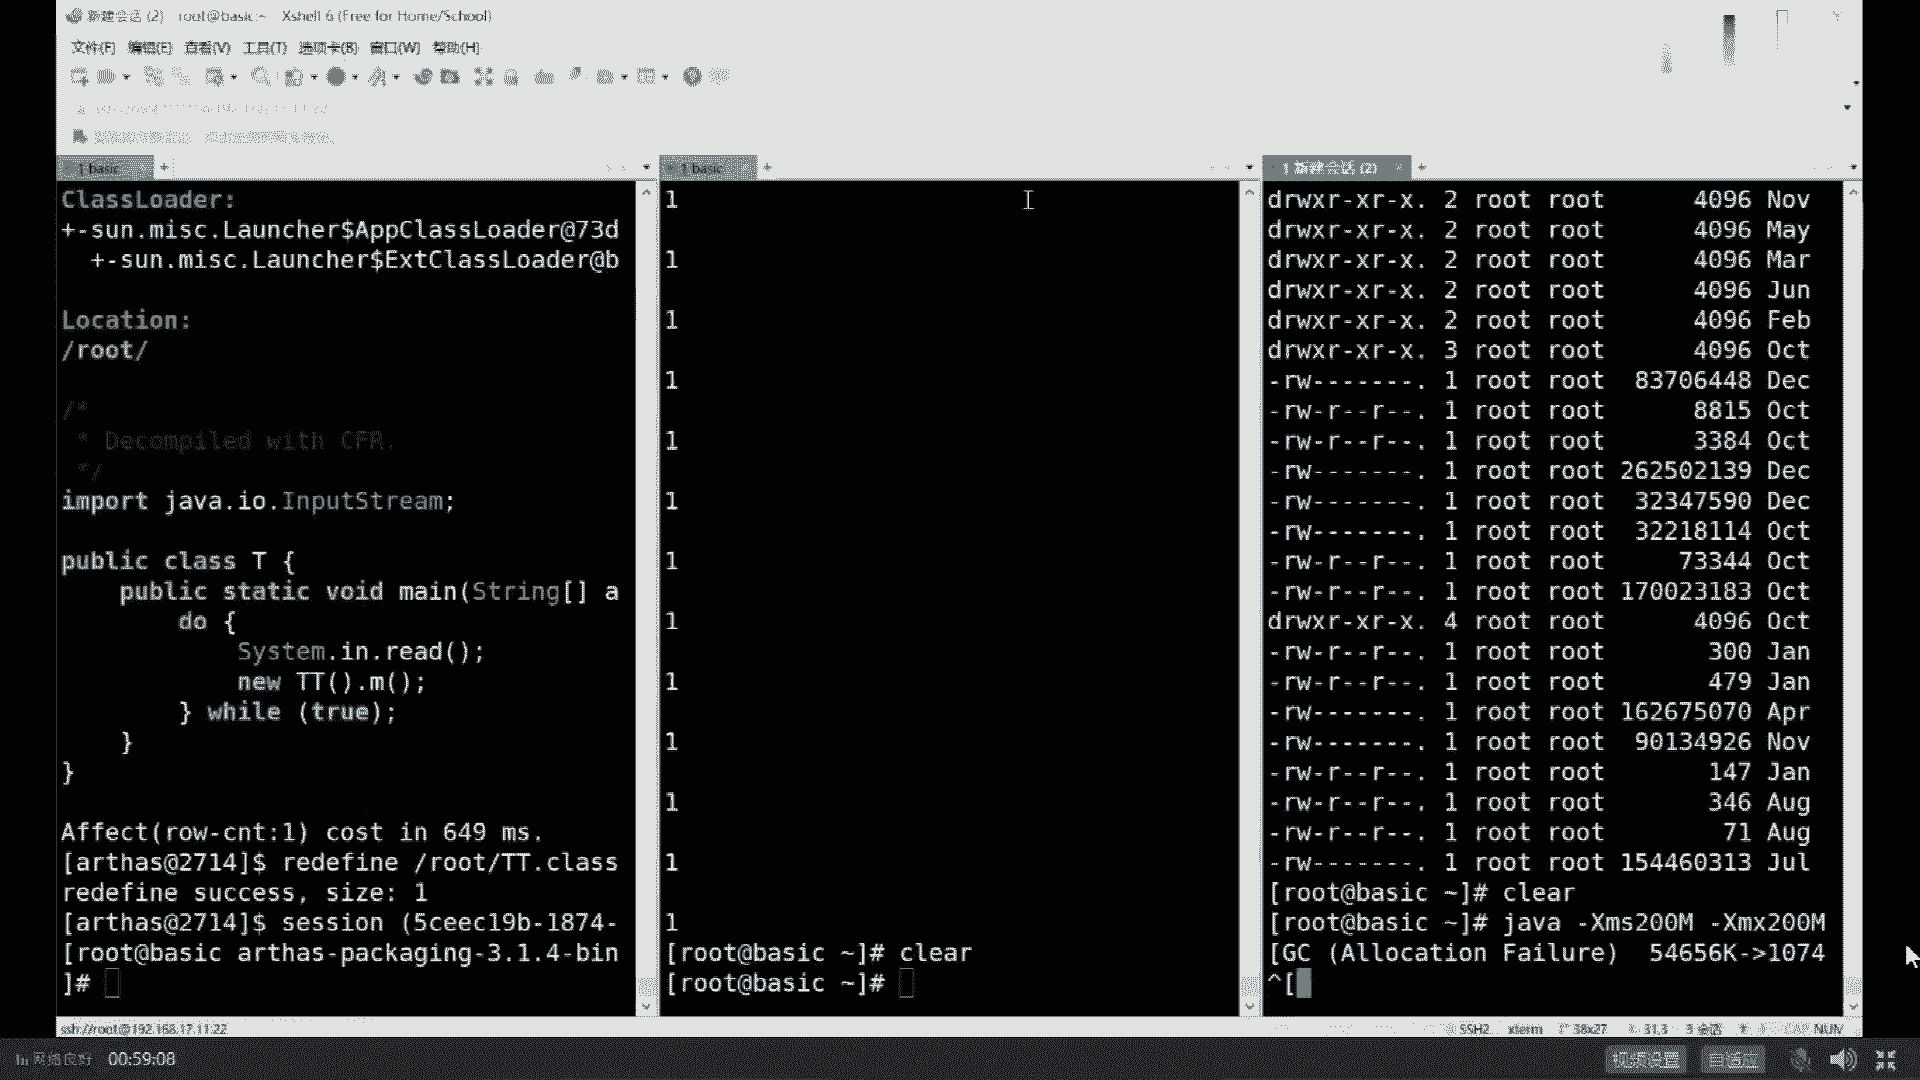 新建会话 (2) root@basic:~ Xshell 6 (Free for Home/School)
文件(F) 编辑(E) 查看(V) 工具(T) 选项卡(B) 窗口(W) 帮助(H)
1 basic
ClassLoader:
+-sun.misc.Launcher$AppClassLoader@73d
+-sun.misc.Launcher$ExtClassLoader@b
Location:
/root/
/*
* Decompiled with CFR.
*/
import java.io.InputStream;
public class T {
public static void main(String[] a
do {
System.in.read();
new TT().m();
} while (true);
}
}
Affect(row-cnt:1) cost in 649 ms.
[arthas@2714]$ redefine /root/TT.class
redefine success, size: 1
[arthas@2714]$ session (5ceec19b-1874-
[root@basic arthas-packaging-3.1.4-bin
]#
1 basic
1
1
1
1
1
1
1
1
1
1
1
1
1
[root@basic ~]# clear
[root@basic ~]#
1 新建会话 (2)
drwxr-xr-x. 2 root root 4096 Nov
drwxr-xr-x. 2 root root 4096 May
drwxr-xr-x. 2 root root 4096 Mar
drwxr-xr-x. 2 root root 4096 Jun
drwxr-xr-x. 2 root root 4096 Feb
drwxr-xr-x. 3 root root 4096 Oct
-rw-------. 1 root root 83706448 Dec
-rw-r--r--. 1 root root 8815 Oct
-rw-r--r--. 1 root root 3384 Oct
-rw-------. 1 root root 262502139 Dec
-rw-------. 1 root root 32347590 Dec
-rw-------. 1 root root 32218114 Oct
-rw-r--r--. 1 root root 73344 Oct
-rw-r--r--. 1 root root 170023183 Oct
drwxr-xr-x. 4 root root 4096 Oct
-rw-r--r--. 1 root root 300 Jan
-rw-r--r--. 1 root root 479 Jan
-rw-------. 1 root root 162675070 Apr
-rw-------. 1 root root 90134926 Nov
-rw-r--r--. 1 root root 147 Jan
-rw-r--r--. 1 root root 346 Aug
-rw-r--r--. 1 root root 71 Aug
-rw-------. 1 root root 154460313 Jul
[root@basic ~]# clear
[root@basic ~]# java -Xms200M -Xmx200M
[GC (Allocation Failure) 54656K->1074
^[
ssh://root@192.168.17.11:22
SSH2 xterm 38x27 31,3 3 会话 CAP NUM
网络良好 00:59:08 视频设置 自适应